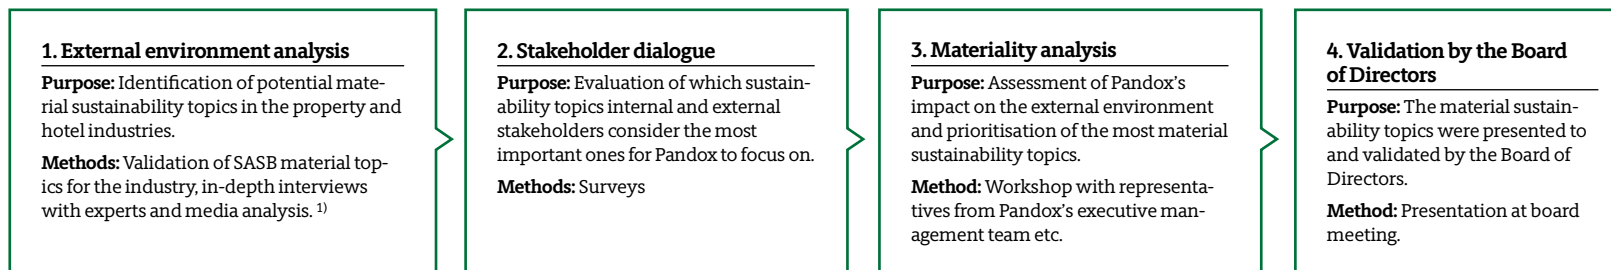 1. External environment analysis
Purpose: Identification of potential mate-
rial sustainability topics in the property and
hotel industries.
Methods: Validation of SASB material top-
ics for the industry, in-depth interviews
with experts and media analysis. 1)
2. Stakeholder dialogue
Purpose: Evaluation of which sustain-
ability topics internal and external
stakeholders consider the most
important ones for Pandox to focus on.
Methods: Surveys
3. Materiality analysis
Purpose: Assessment of Pandox's
impact on the external environment
and prioritisation of the most material
sustainability topics.
Method: Workshop with representa-
tives from Pandox's executive man-
agement team etc.
4. Validation by the Board
of Directors
Purpose: The material sustain-
ability topics were presented to
and validated by the Board of
Directors.
Method: Presentation at board
meeting.